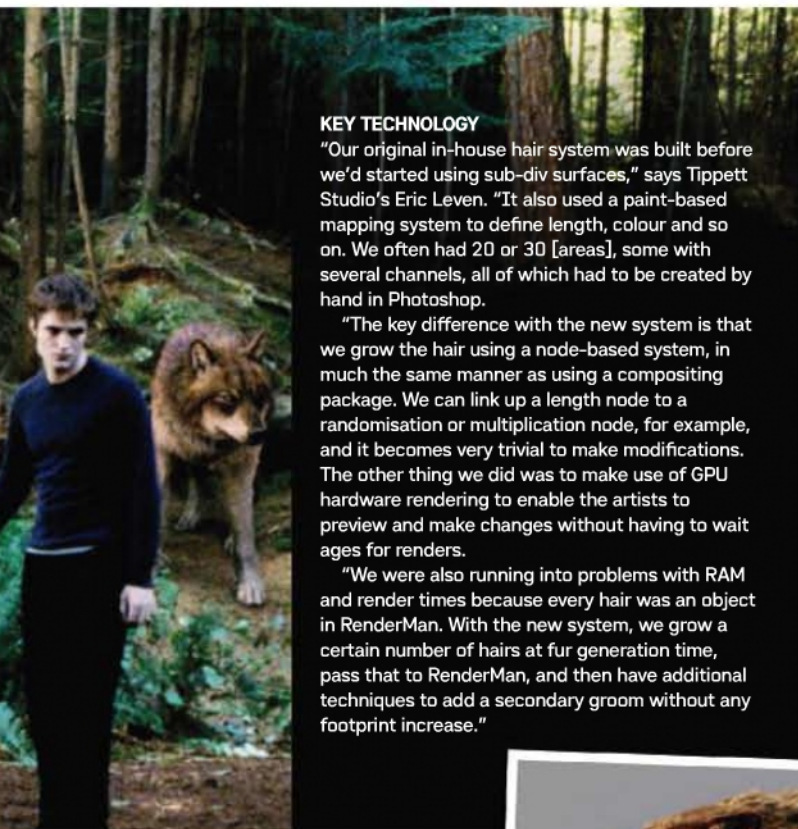 KEY TECHNOLOGY
“Our original in-house hair system was built before
we’d started using sub-div surfaces,” says Tippett
Studio’s Eric Leven. “It also used a paint-based
mapping system to define length, colour and so
on. We often had 20 or 30 [areas], some with
several channels, all of which had to be created by
hand in Photoshop.
“The key difference with the new system is that
we grow the hair using a node-based system, in
much the same manner as using a compositing
package. We can link up a length node to a
randomisation or multiplication node, for example,
and it becomes very trivial to make modifications.
The other thing we did was to make use of GPU
hardware rendering to enable the artists to
preview and make changes without having to wait
ages for renders.
“We were also running into problems with RAM
and render times because every hair was an object
in RenderMan. With the new system, we grow a
certain number of hairs at fur generation time,
pass that to RenderMan, and then have additional
techniques to add a secondary groom without any
footprint increase.”